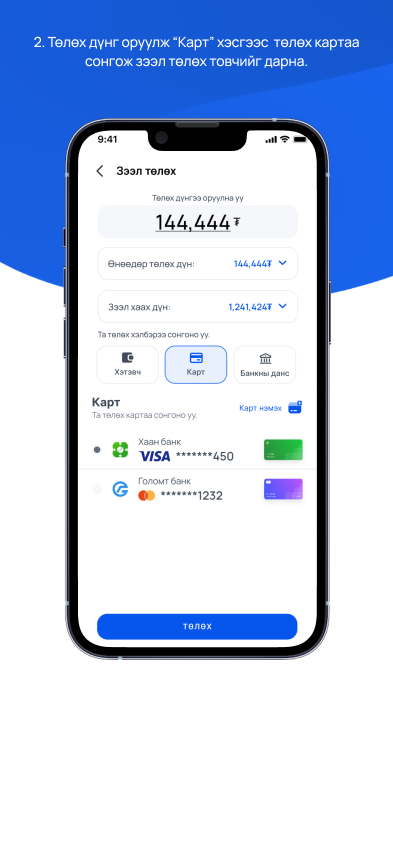 2. Төлөх дүнг оруулж “Карт” хэсгээс төлөх картаа
сонгож зээл төлөх товчийг дарна.
9:41
Зээл төлөх
Төлөх дүнгээ оруулна уу
144,444₮
Өнөөдөр төлөх дүн: 144,444₮
Зээл хаах дүн: 1,241,424₮
Та төлөх хэлбэрээ сонгоно уу.
Хэтэвч Карт Банкны данс
Карт
Та төлөх картаа сонгоно уу.
Карт нэмэх
Хаан банк
VISA *******450
Голомт банк
*******1232
ТӨЛӨХ